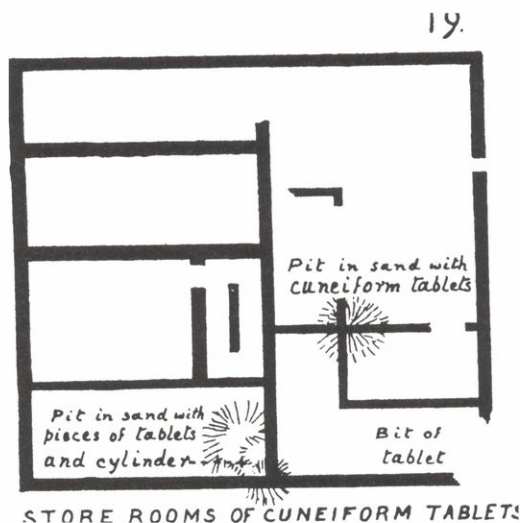 19.
Pit in sand with
cuneiform tablets
Pit in sand with
pieces of tablets
and cylinder
Bit of
tablet
STORE ROOMS OF CUNEIFORM TABLETS